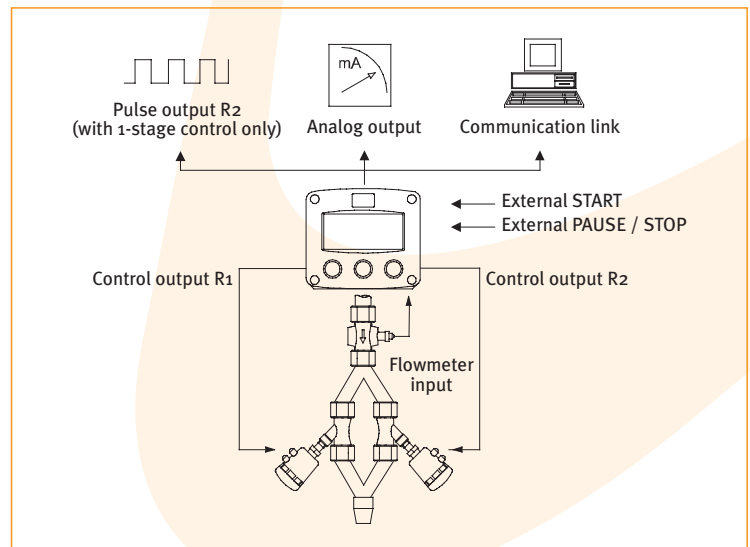 mA
Pulse output R2
(with 1-stage control only)
Analog output
Communication link
External START
External PAUSE / STOP
Control output R1
Control output R2
Flowmeter
input